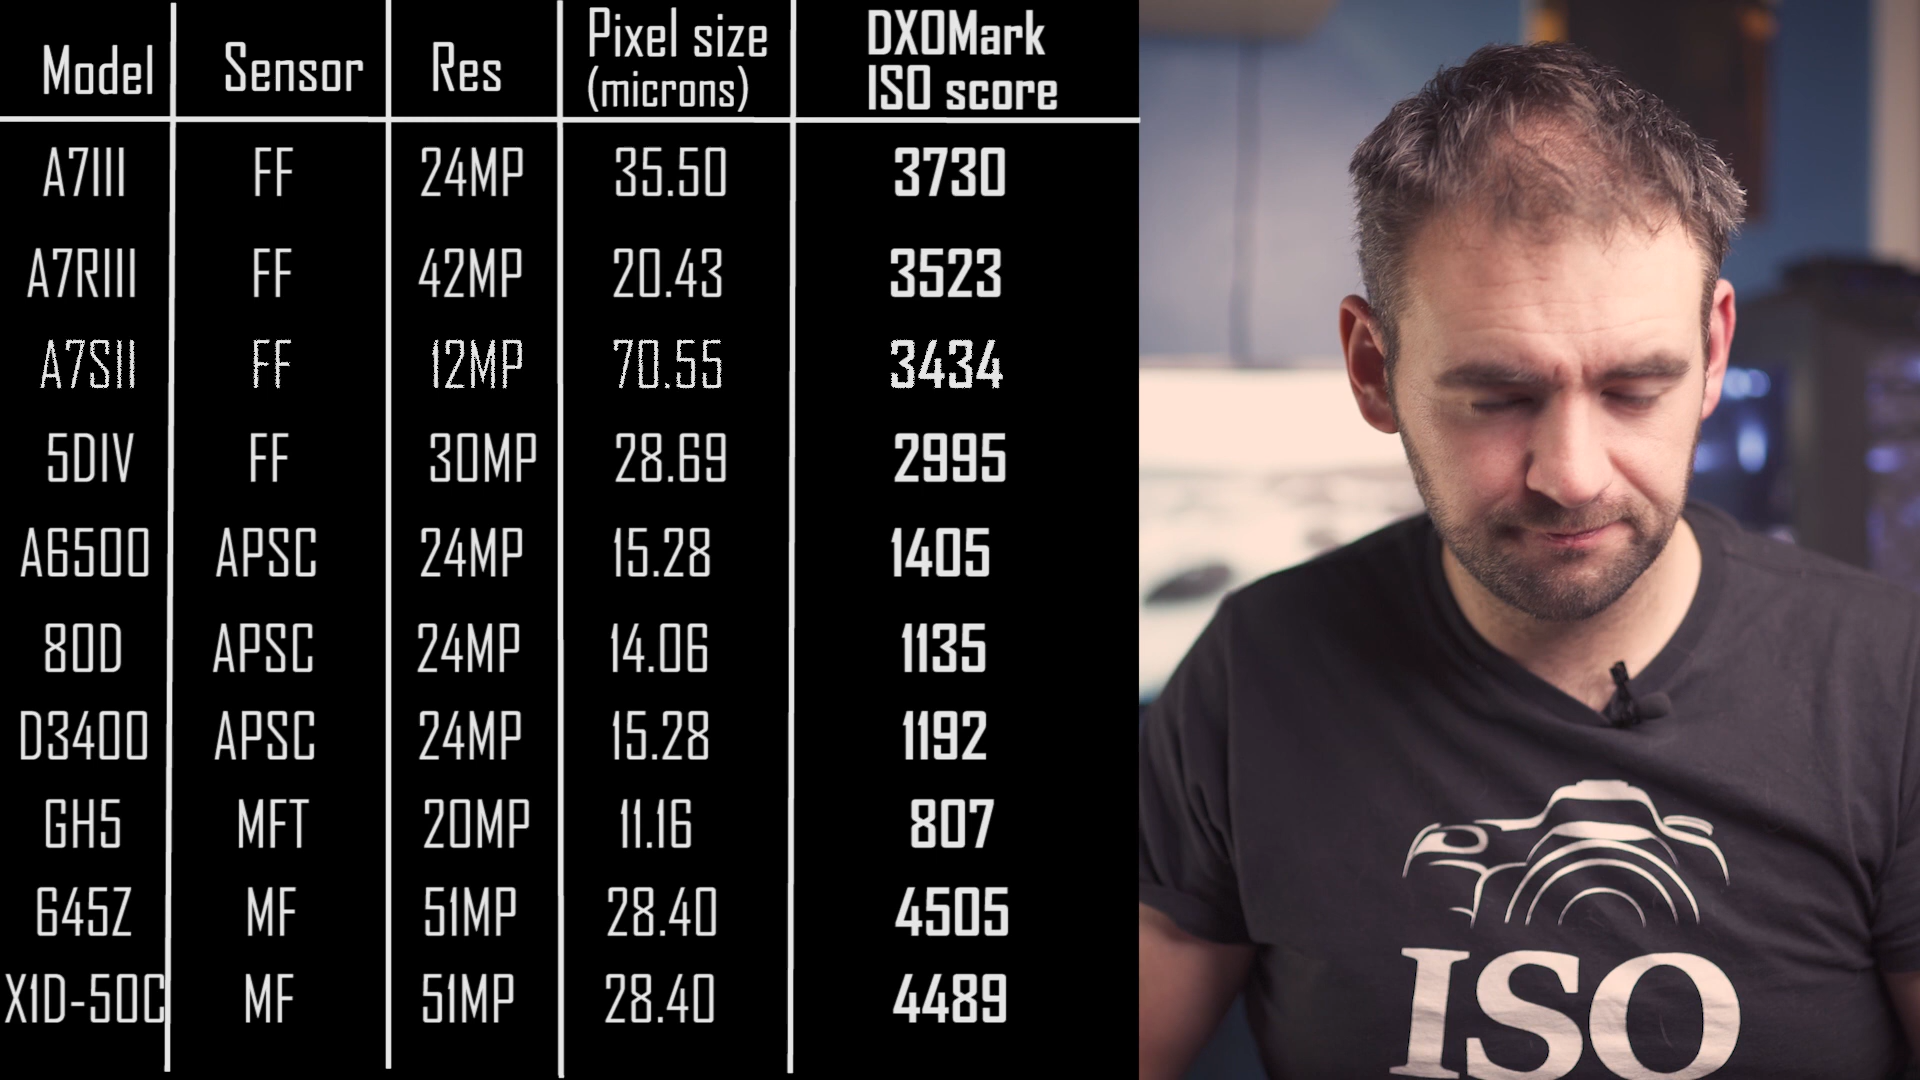 Model Sensor Res Pixel size (microns) DXOMark ISO score
A7III FF 24MP 35.50 3730
A7RIII FF 42MP 20.43 3523
A7SII FF 12MP 70.55 3434
5DIV FF 30MP 28.69 2995
A6500 APSC 24MP 15.28 1405
80D APSC 24MP 14.06 1135
D3400 APSC 24MP 15.28 1192
GH5 MFT 20MP 11.16 807
645Z MF 51MP 28.40 4505
X1D-50C MF 51MP 28.40 4489
ISO